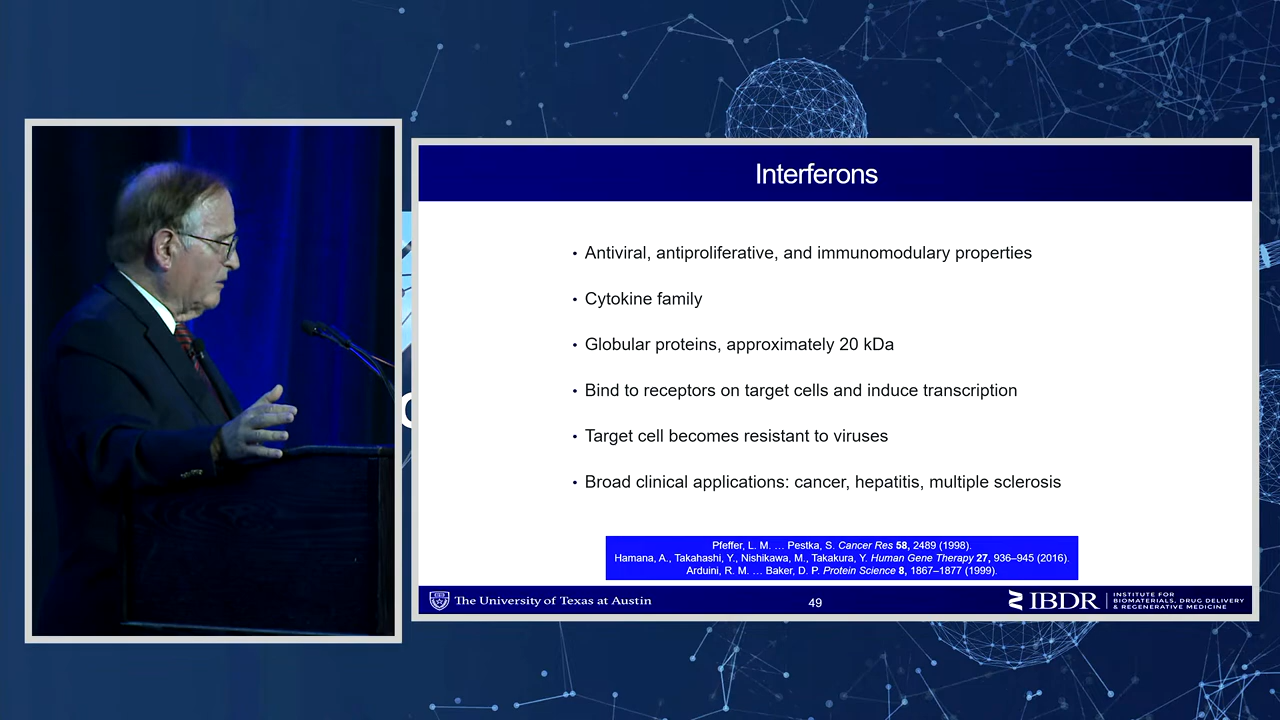 Interferons
• Antiviral, antiproliferative, and immunomodulary properties
• Cytokine family
• Globular proteins, approximately 20 kDa
• Bind to receptors on target cells and induce transcription
• Target cell becomes resistant to viruses
• Broad clinical applications: cancer, hepatitis, multiple sclerosis
Pfeffer, L. M. ... Pestka, S. Cancer Res 58, 2489 (1998).
Hamana, A., Takahashi, Y., Nishikawa, M., Takakura, Y. Human Gene Therapy 27, 936–945 (2016).
Arduini, R. M. ... Baker, D. P. Protein Science 8, 1867–1877 (1999).
The University of Texas at Austin
49
IBDR
INSTITUTE FOR
BIOMATERIALS, DRUG DELIVERY
& REGENERATIVE MEDICINE